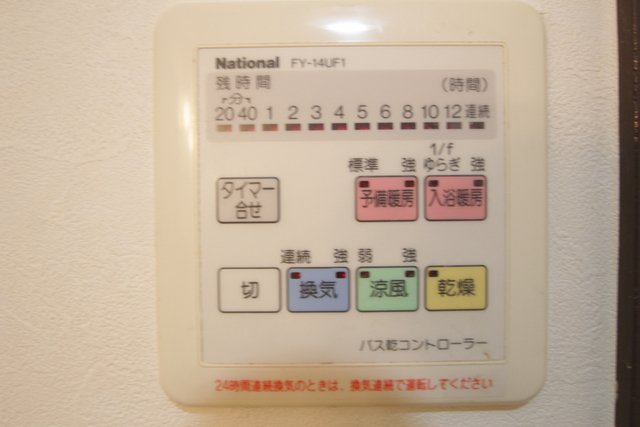 National FY-14UF1
残時間 (時間)
分
20 40 1 2 3 4 5 6 8 10 12 連続
1/f
標準 強 ゆらぎ 強
タイマー
合せ
予備暖房 入浴暖房
連続 強 弱 強
切 換気 涼風 乾燥
バス乾コントローラー
24時間連続換気のときは、換気連続で運転してください